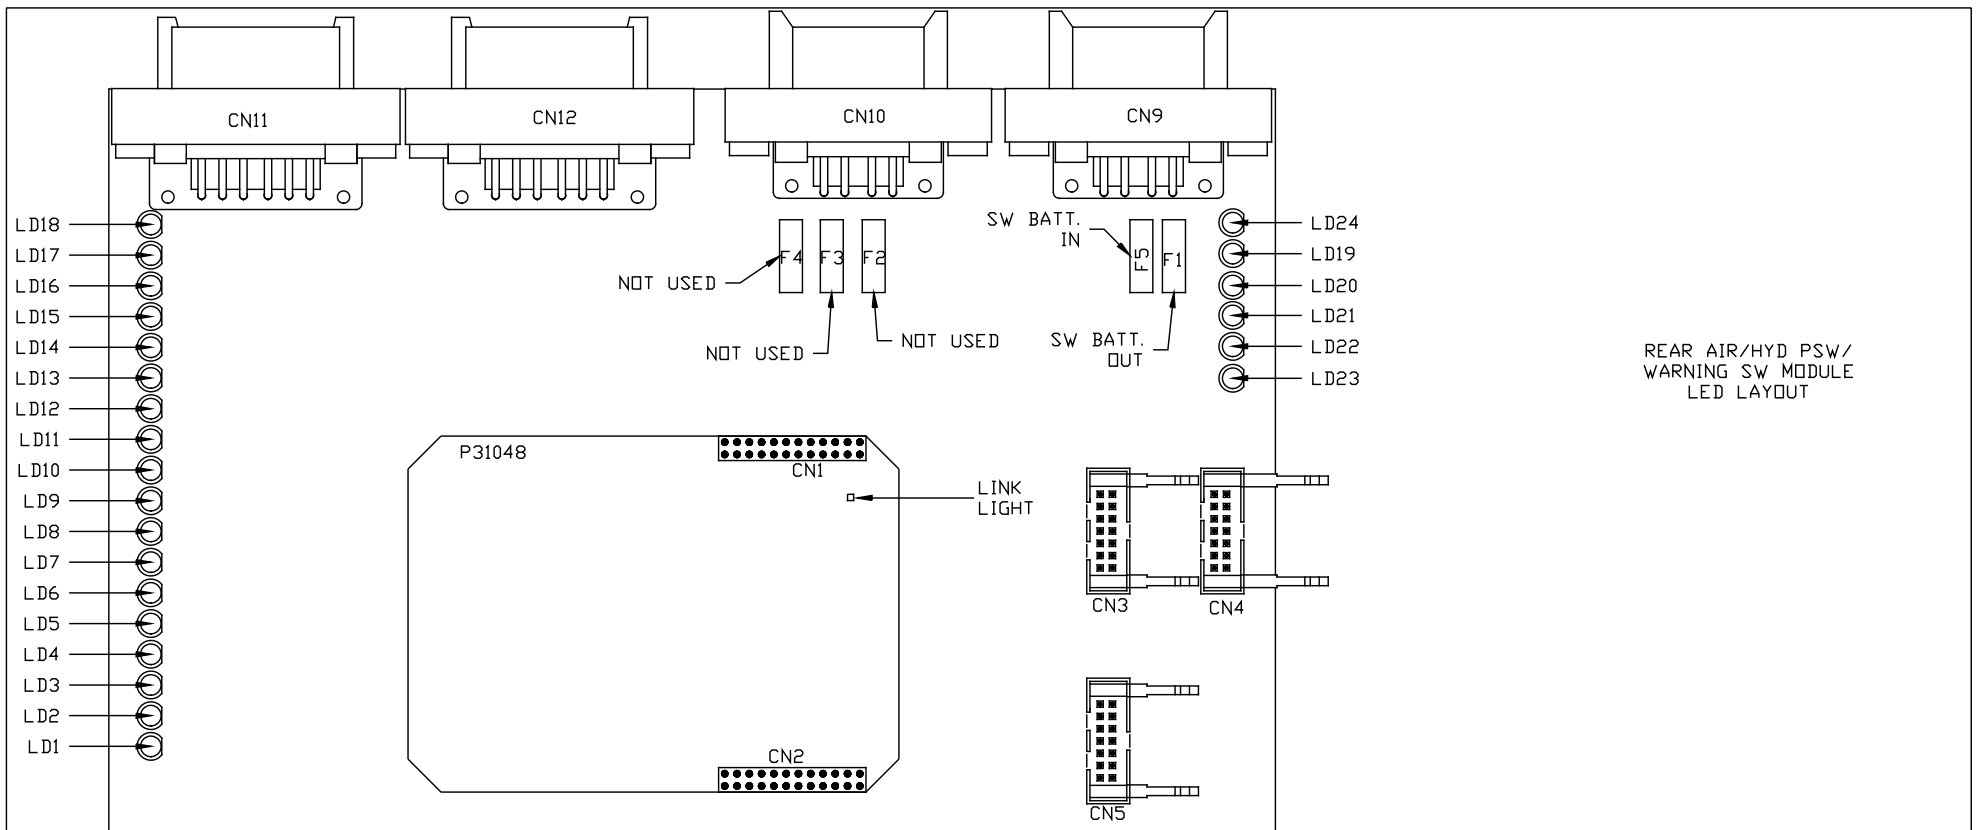 CN11
CN12
CN10
CN9
LD18
LD17
LD16
LD15
LD14
LD13
LD12
LD11
LD10
LD9
LD8
LD7
LD6
LD5
LD4
LD3
LD2
LD1
F4
F3
F2
NOT USED
NOT USED
NOT USED
SW BATT.
IN
F5
F1
SW BATT.
OUT
LD24
LD19
LD20
LD21
LD22
LD23
REAR AIR/HYD PSW/
WARNING SW MODULE
LED LAYOUT
P31048
CN1
LINK
LIGHT
CN3
CN4
CN2
CN5